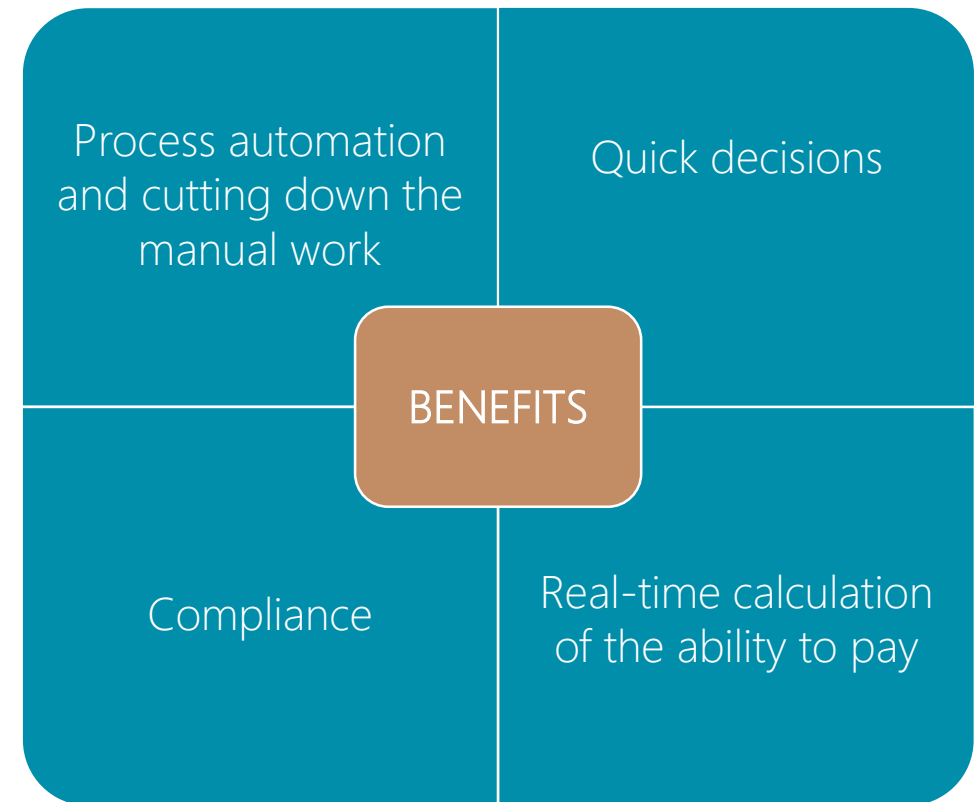 Process automation
and cutting down the
manual work
Quick decisions
BENEFITS
Compliance
Real-time calculation
of the ability to pay